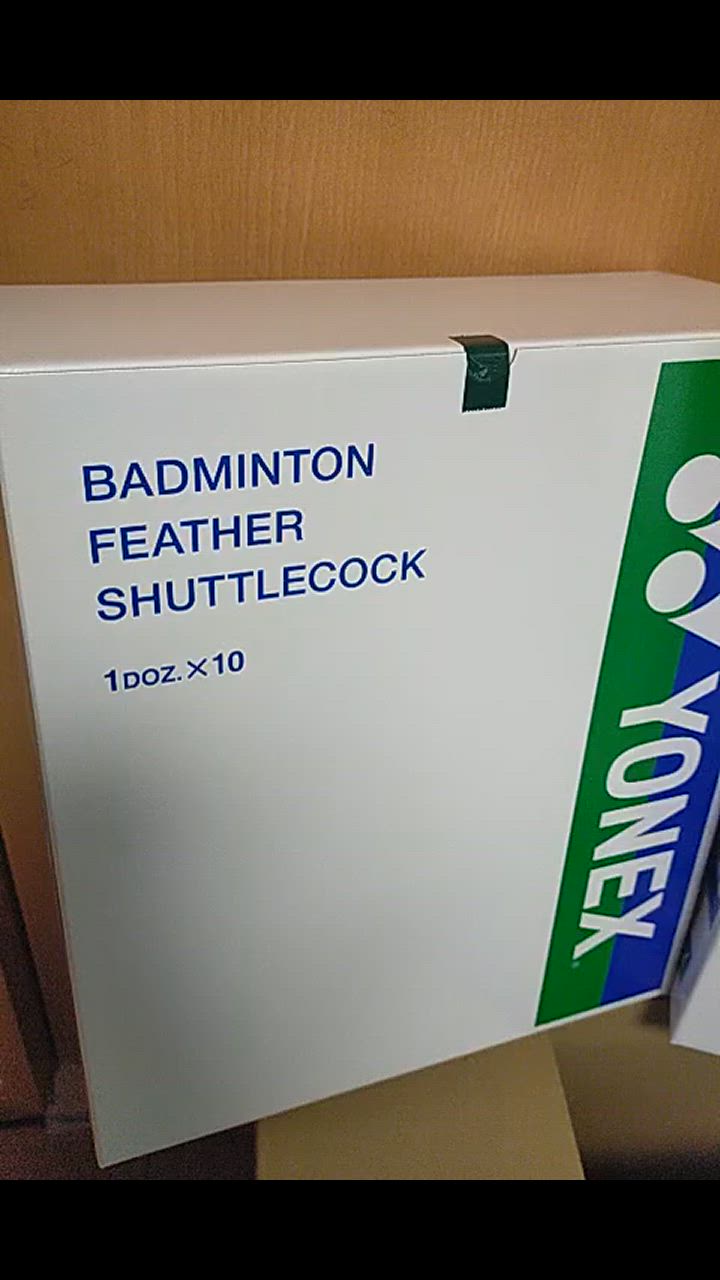 BADMINTON
FEATHER
SHUTTLECOCK
1DOZ.×10
YONEX